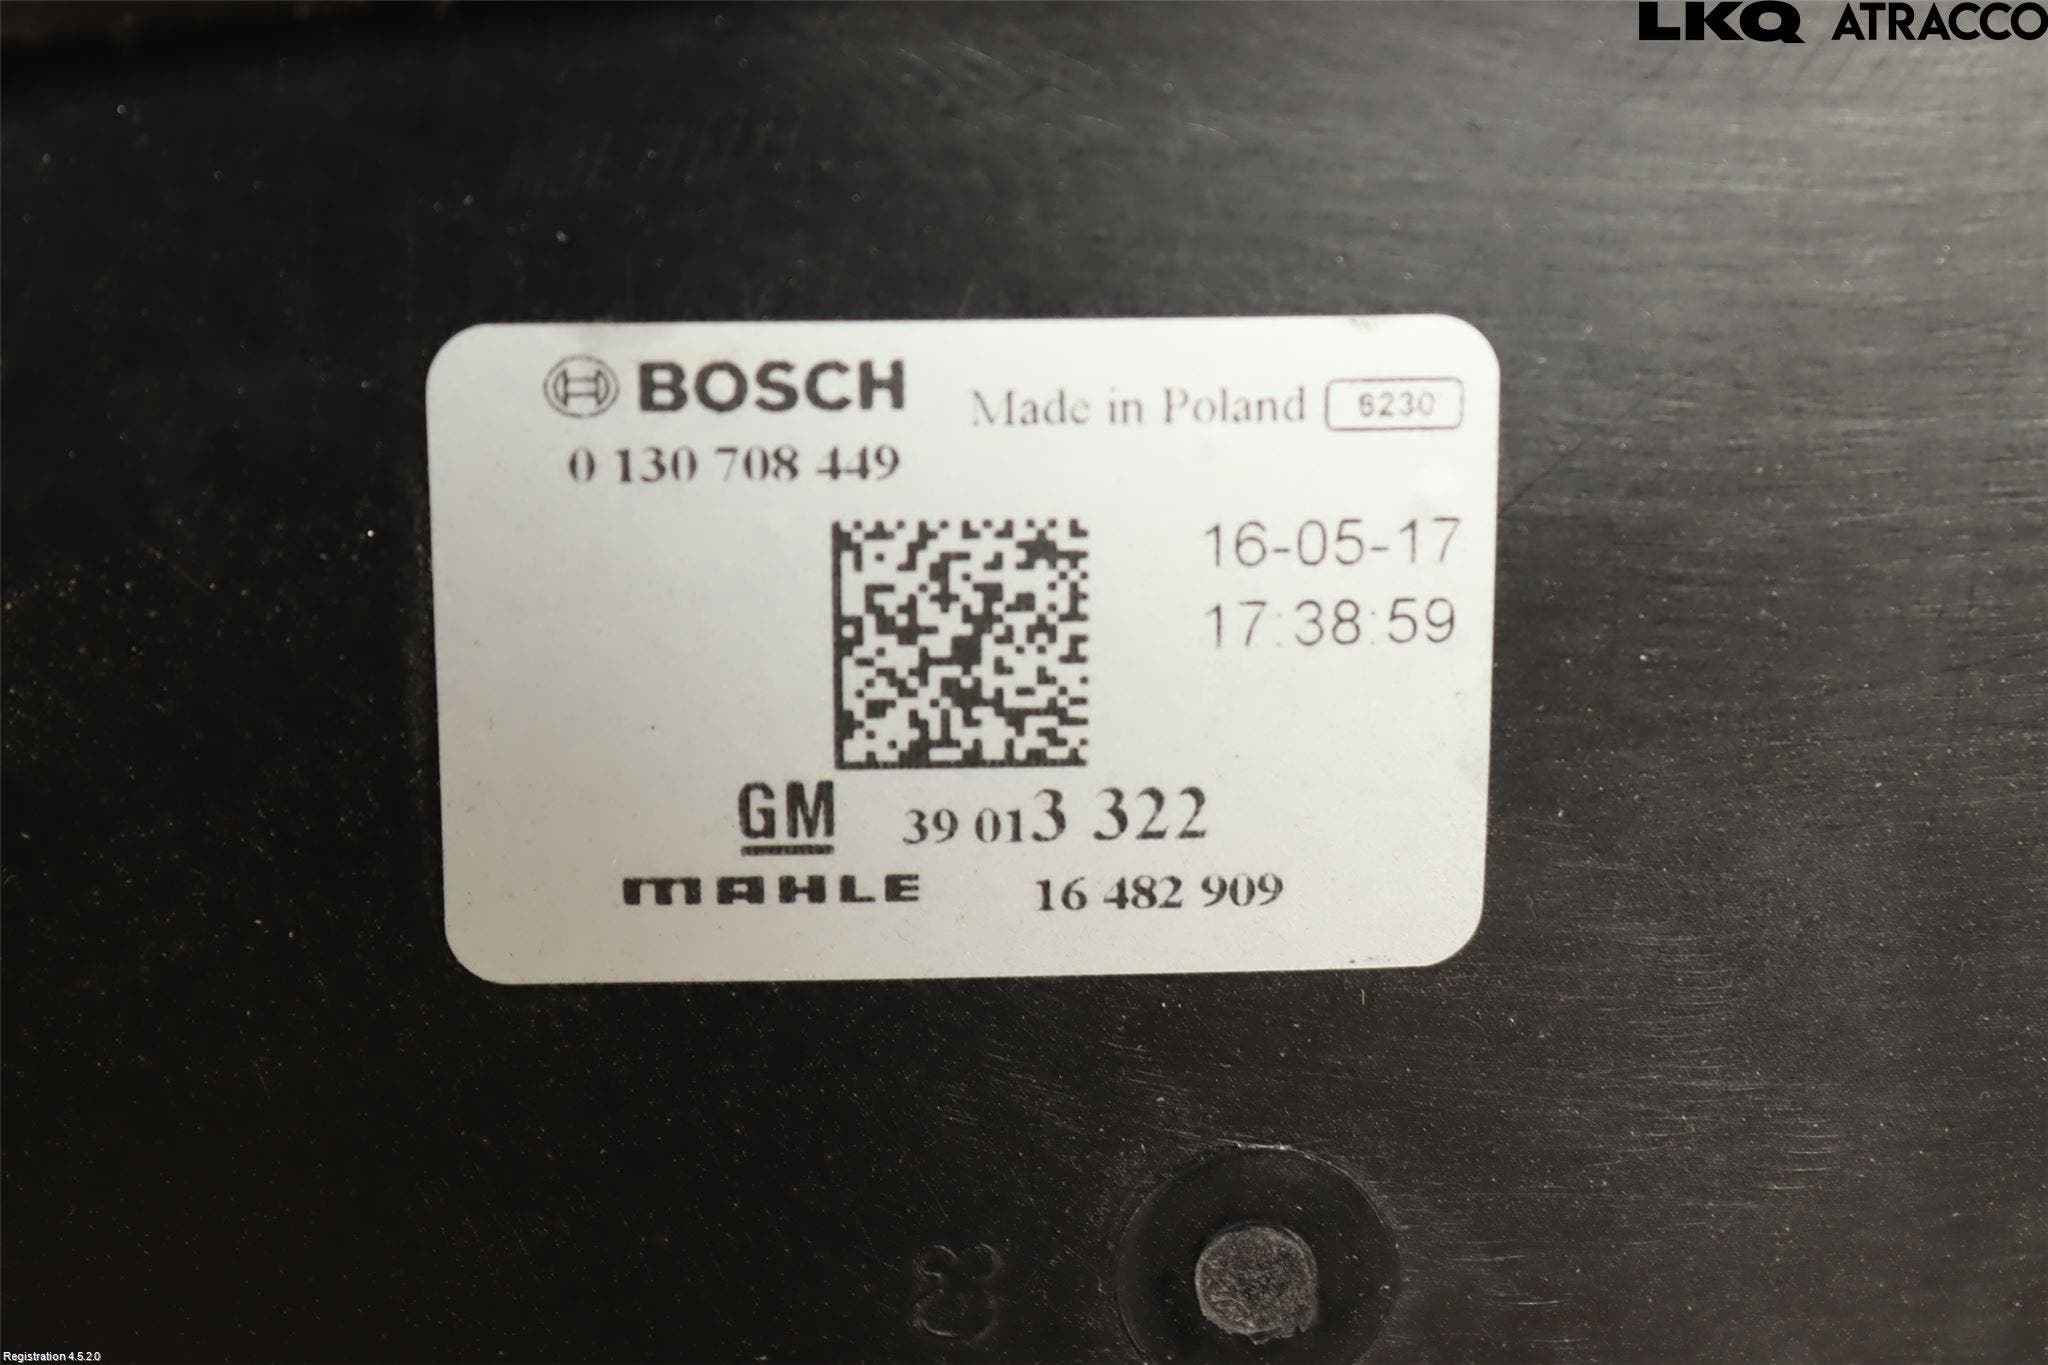 LKQ ATRACCO
BOSCH
Made in Poland 6230
0 130 708 449
16-05-17
17:38:59
GM 39 013 322
MAHLE 16 482 909
Registration 4.5.2.0